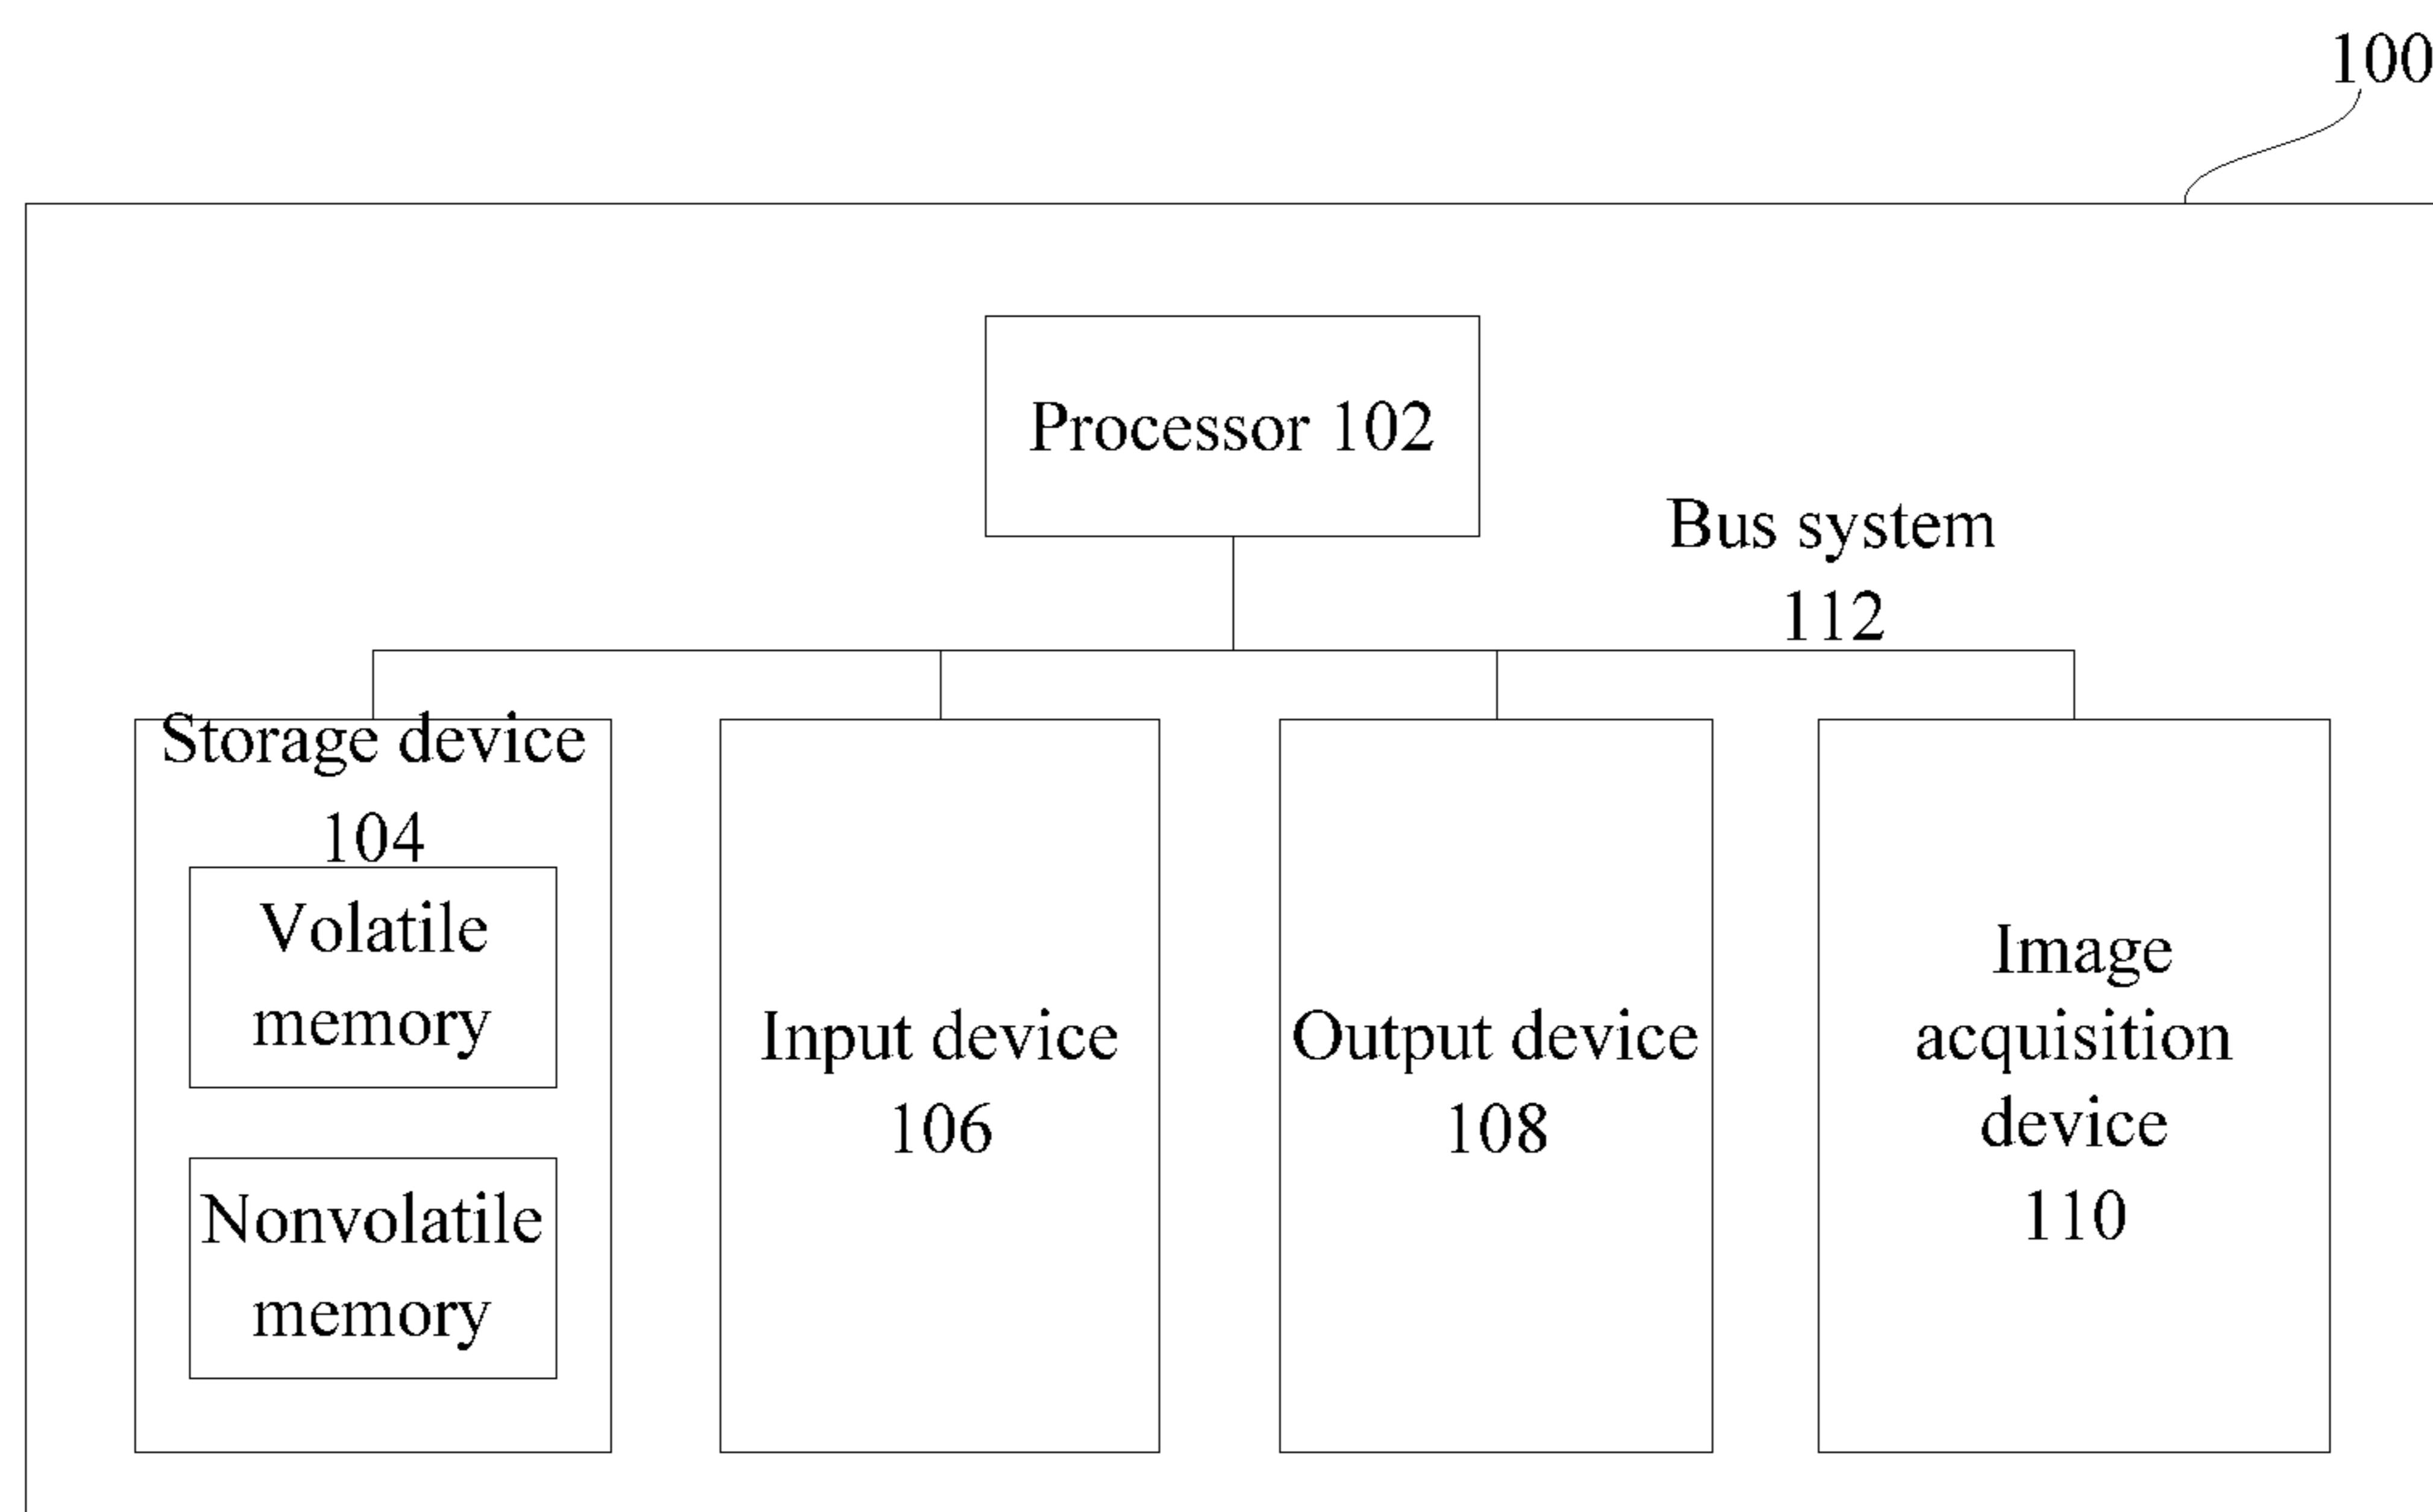 100
Processor 102
Bus system
112
Storage device
104
Volatile
memory
Nonvolatile
memory
Input device
106
Output device
108
Image
acquisition
device
110